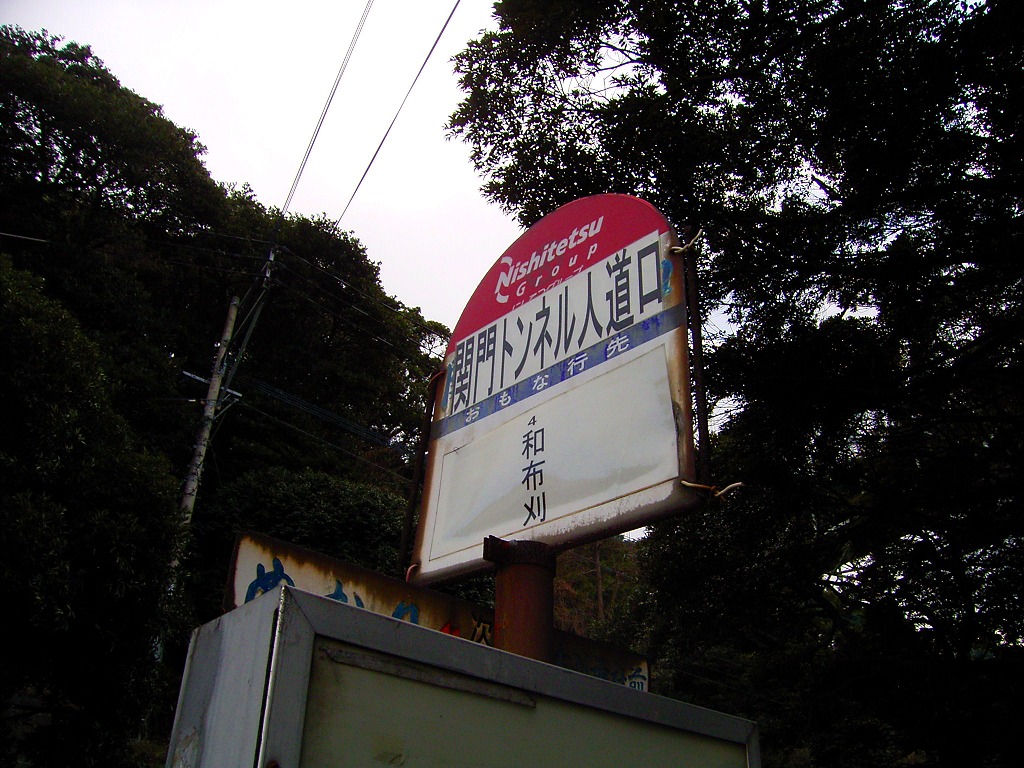 Nishitetsu
Group
関門トンネル人道口
おもな行先
4
和布刈